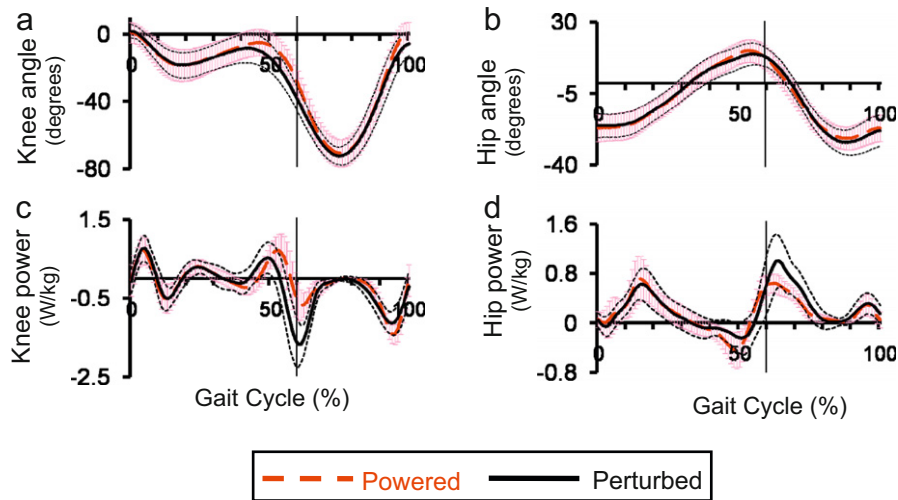 a
0
-40
-80
0
50
100
Knee angle
(degrees)
b
30
-5
-40
0
50
100
Hip angle
(degrees)
c
1.5
-0.5
-2.5
0
50
100
Knee power
(W/kg)
Gait Cycle (%)
d
1.6
0.8
0
-0.8
0
50
100
Hip power
(W/kg)
Gait Cycle (%)
Powered
Perturbed